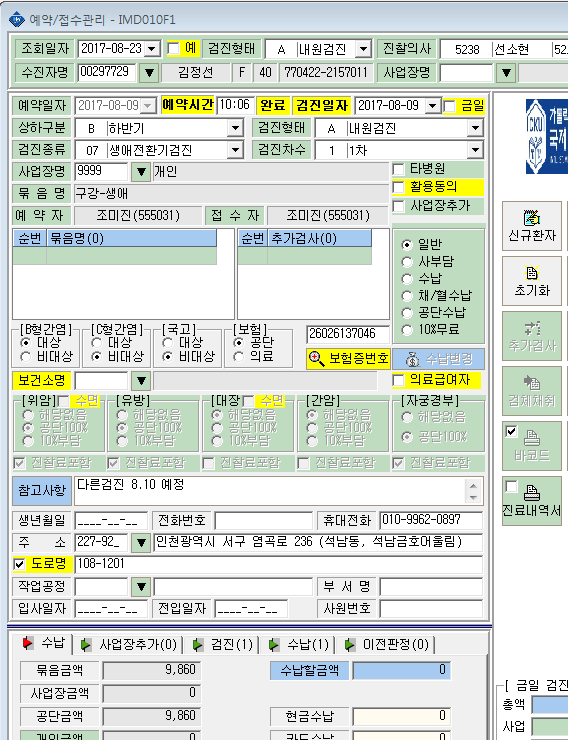 예약/접수관리 - IMD010F1
조회일자 2017-08-23 예 검진형태 A 내원검진 진찰의사 5238 선소현 52
수진자명 00297729 김정선 F 40 770422-2157011 사업장명
예약일자 2017-08-09 예약시간 10:06 완료 검진일자 2017-08-09 금일
상하구분 B 하반기 검진형태 A 내원검진
검진종류 07 생애전환기검진 검진차수 1 1차
사업장명 9999 개인 타병원
묶 음 명 구강-생애 활용동의
사업장추가
예 약 자 조미진(555031) 접 수 자 조미진(555031)
순번 묶음명(0) 순번 추가검사(0)
일반
사부담
수납
채/혈수납
공단수납
10%무료
[B형간염] [C형간염] [국고] [보험]
대상 대상 대상 공단
비대상 비대상 비대상 의료
26026137046
보험증번호 수납변경
보건소명 의료급여자
[위암] 수면 [유방] [대장] 수면 [간암] [자궁경부]
해당없음 해당없음 해당없음 해당없음 해당없음
공단100% 공단100% 공단100% 공단100% 공단100%
10%부담 10%부담 10%부담 10%부담
진찰료포함 진찰료포함 진찰료포함 진찰료포함 진찰료포함
참고사항 다른검진 8.10 예정
생년월일 ____-__-__ 전화번호 휴대전화 010-9962-0897
주 소 227-92_ 인천광역시 서구 염곡로 236 (석남동, 석남금호어울림)
도로명 108-1201
작업공정 부 서 명
입사일자 ____-__-__ 전입일자 ____-__-__ 사원번호
수납 사업장추가(0) 검진(1) 수납(1) 이전판정(0)
묶음금액 9,860 수납할금액 0
사업장금액 0
공단금액 9,860 현금수납 0
개인금액 0 카드수납 0
CKU
가톨릭
국제
신규환자
초기화
추가검사
검체채취
바코드
진료내역서
[ 금일 검진
총액
사업